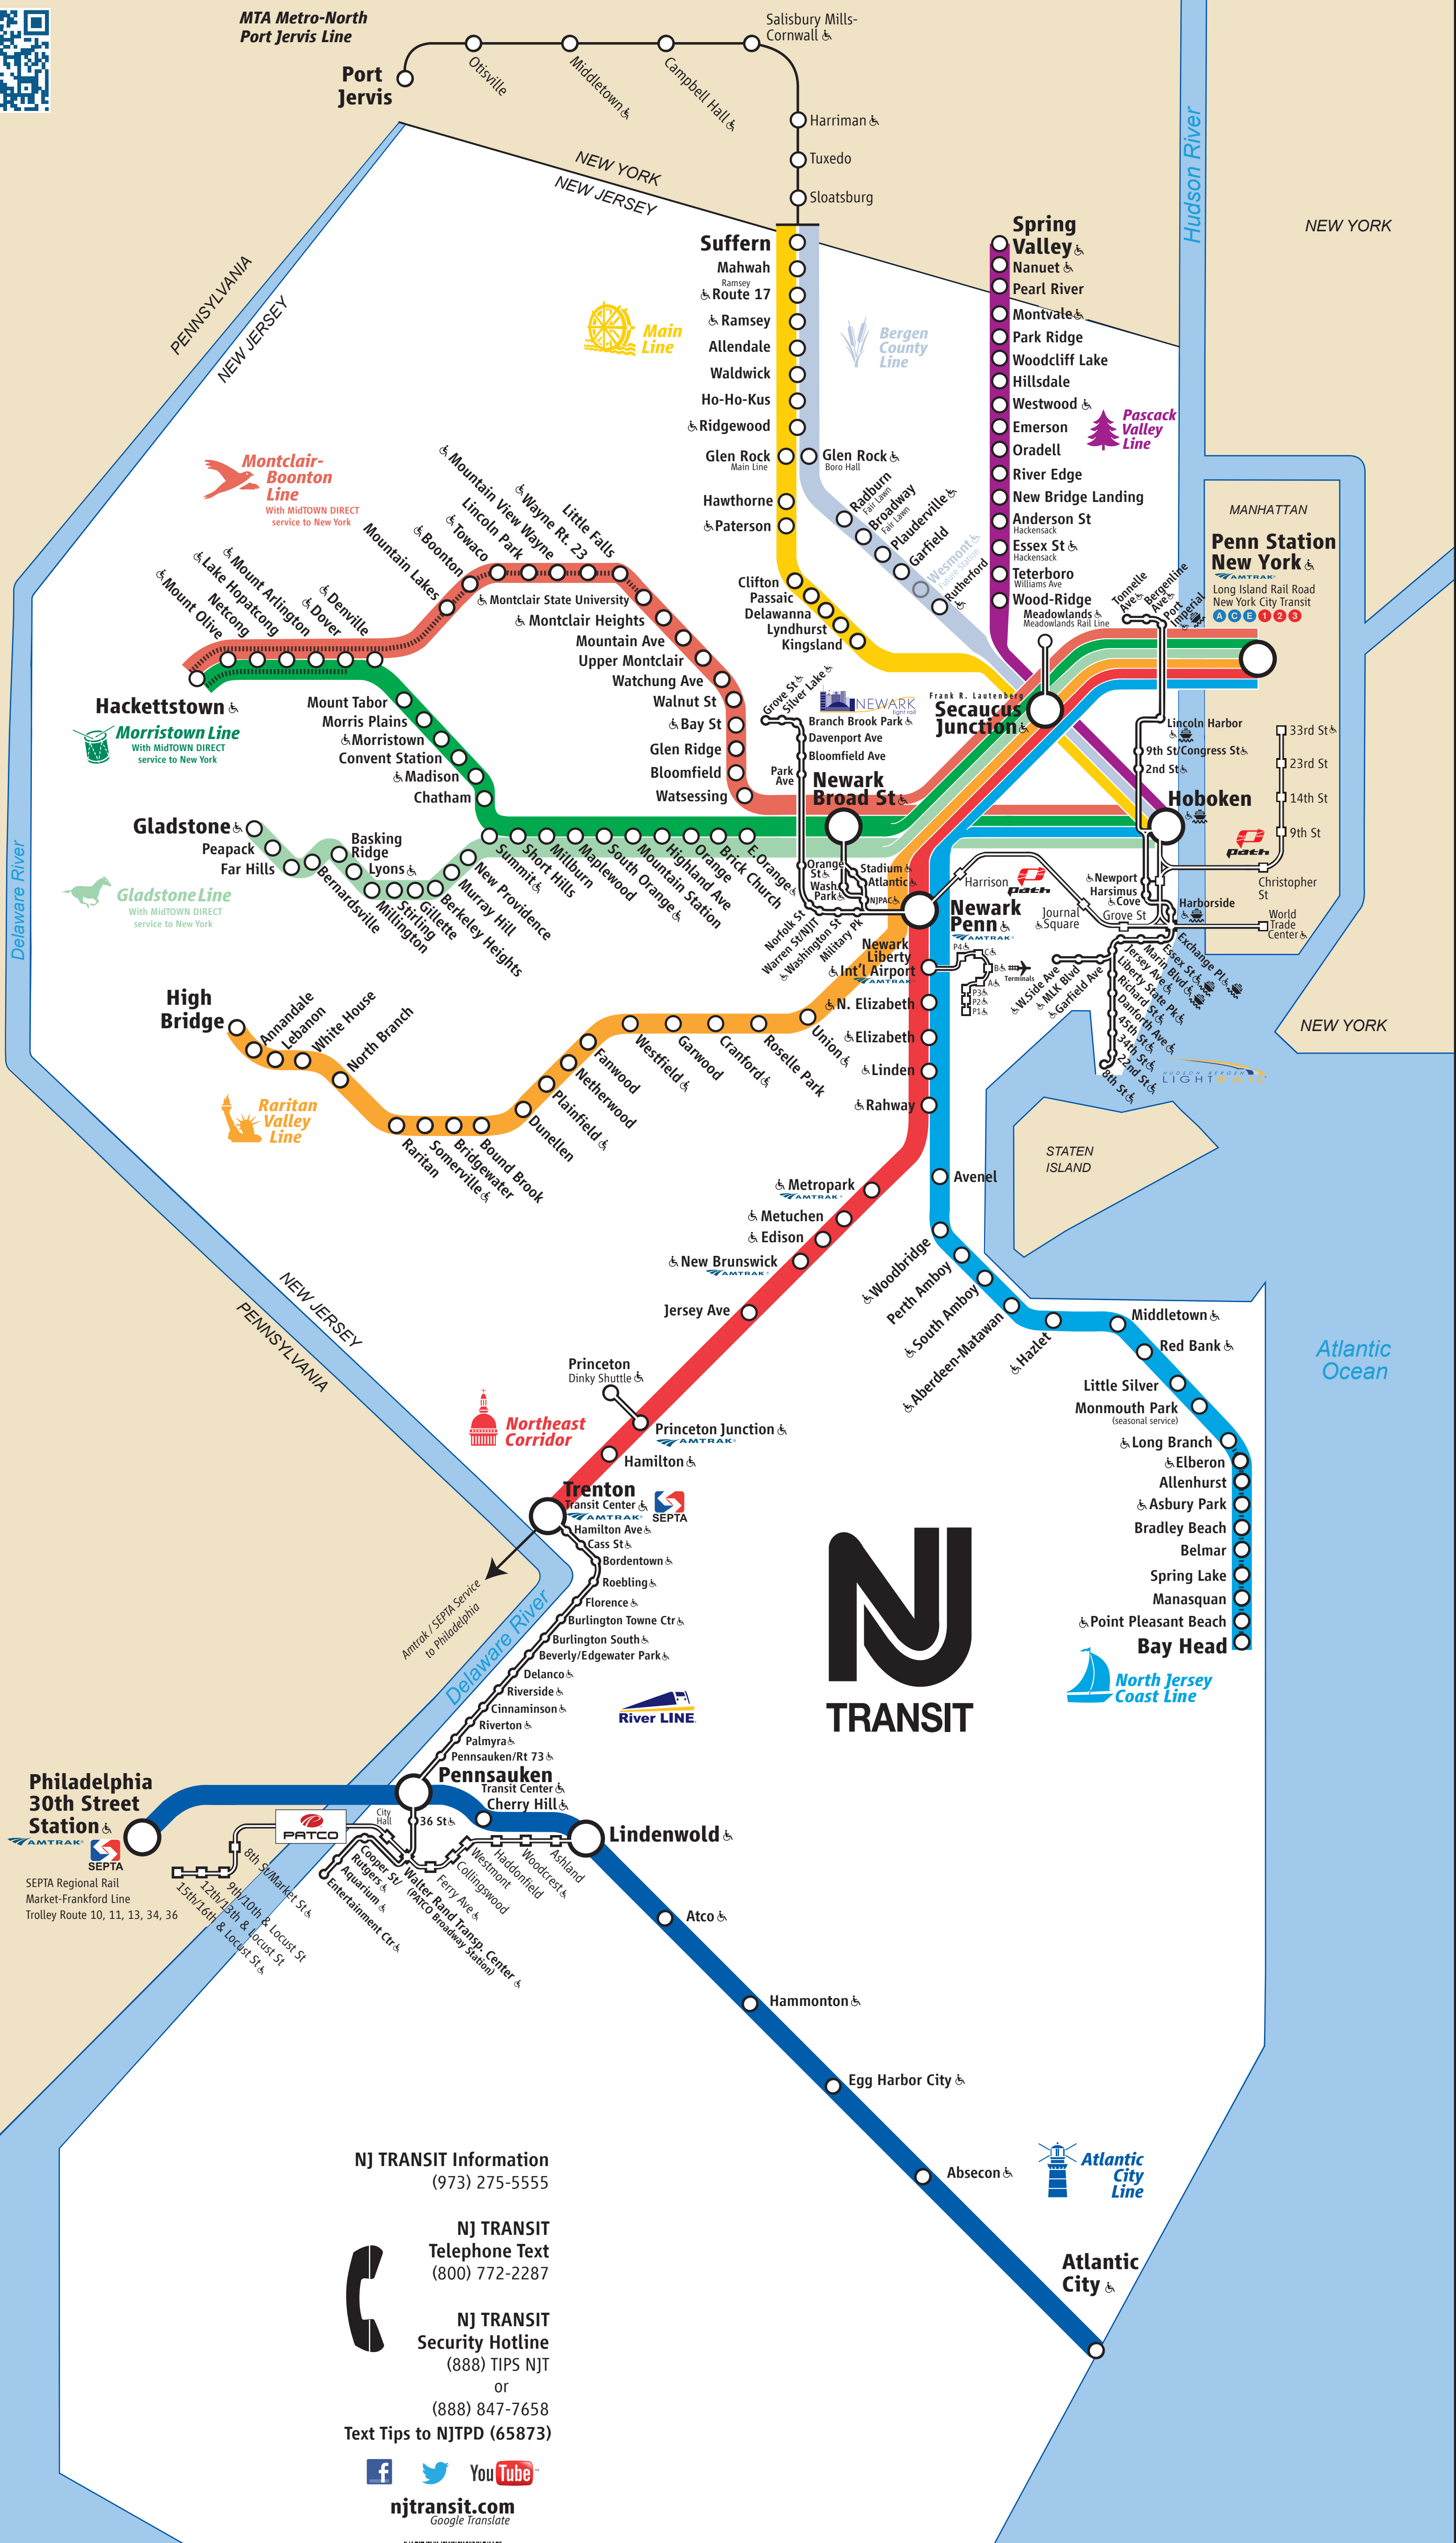 MTA Metro-North
Port Jervis Line
Port
Jervis
Otisville
Middletown
Campbell Hall
Salisbury Mills-
Cornwall
Harriman
Tuxedo
Sloatsburg
NEW YORK
NEW JERSEY
PENNSYLVANIA
NEW JERSEY
Hudson River
NEW YORK
Suffern
Mahwah
Ramsey
Route 17
Ramsey
Allendale
Waldwick
Ho-Ho-Kus
Ridgewood
Glen Rock
Main Line
Hawthorne
Paterson
Clifton
Passaic
Delawanna
Lyndhurst
Kingsland
Main
Line
Bergen
County
Line
Glen Rock
Boro Hall
Radburn
Fair Lawn
Broadway
Fair Lawn
Plauderville
Garfield
Wesmont
Future Station
Rutherford
Spring
Valley
Nanuet
Pearl River
Montvale
Park Ridge
Woodcliff Lake
Hillsdale
Westwood
Emerson
Oradell
River Edge
New Bridge Landing
Anderson St
Hackensack
Essex St
Hackensack
Teterboro
Williams Ave
Wood-Ridge
Meadowlands
Meadowlands Rail Line
Pascack
Valley
Line
Montclair-
Boonton
Line
With MidTOWN DIRECT
service to New York
Mount Olive
Netcong
Lake Hopatcong
Mount Arlington
Dover
Denville
Mountain Lakes
Boonton
Towaco
Lincoln Park
Mountain View Wayne
Wayne Rt. 23
Little Falls
Montclair State University
Montclair Heights
Mountain Ave
Upper Montclair
Watchung Ave
Walnut St
Bay St
Glen Ridge
Bloomfield
Watsessing
Hackettstown
Morristown Line
With MidTOWN DIRECT
service to New York
Mount Tabor
Morris Plains
Morristown
Convent Station
Madison
Chatham
Summit
Short Hills
Millburn
Maplewood
South Orange
Mountain Station
Highland Ave
Orange
Brick Church
E.Orange
Gladstone
Peapack
Far Hills
Bernardsville
Basking
Ridge
Lyons
Millington
Stirling
Gillette
Berkeley Heights
Murray Hill
New Providence
Gladstone Line
With MidTOWN DIRECT
service to New York
Grove St
Silver Lake
NEWARK
light rail
Branch Brook Park
Davenport Ave
Bloomfield Ave
Park
Ave
Newark
Broad St
Orange
St
Wash.
Park
Stadium
Atlantic
NJPAC
Norfolk St
Warren St/NJIT
Washington St
Military Pk
Frank R. Lautenberg
Secaucus
Junction
MANHATTAN
Penn Station
New York
AMTRAK
Long Island Rail Road
New York City Transit
A C E 1 2 3
Tonnelle
Ave
Bergenline
Ave
Port
Imperial
Lincoln Harbor
9th St/Congress St
2nd St
Hoboken
33rd St
23rd St
14th St
9th St
path
Christopher
St
World
Trade
Center
Newport
Harsimus
Cove
Grove St
Harborside
Exchange Pl
Harrison
path
Journal
Square
Newark
Penn
AMTRAK
Essex St
Marin Blvd
Jersey Ave
Liberty State Pk
Richard St
Danforth Ave
45th St
34th St
22nd St
8th St
W.Side Ave
MLK Blvd
Garfield Ave
HUDSON BERGEN
LIGHTRAIL
Newark
Liberty
Int'l Airport
AMTRAK
P4
C
B
Terminals
A
P3
P2
P1
N. Elizabeth
Elizabeth
Linden
Rahway
High
Bridge
Annandale
Lebanon
White House
North Branch
Raritan
Somerville
Bridgewater
Bound Brook
Dunellen
Plainfield
Netherwood
Fanwood
Westfield
Garwood
Cranford
Roselle Park
Union
Raritan
Valley
Line
NEW YORK
STATEN
ISLAND
Delaware River
NEW JERSEY
PENNSYLVANIA
Metropark
AMTRAK
Metuchen
Edison
New Brunswick
AMTRAK
Jersey Ave
Princeton
Dinky Shuttle
Princeton Junction
AMTRAK
Hamilton
Northeast
Corridor
Trenton
Transit Center
AMTRAK
SEPTA
Amtrak / SEPTA Service
to Philadelphia
Avenel
Woodbridge
Perth Amboy
South Amboy
Aberdeen-Matawan
Hazlet
Middletown
Red Bank
Little Silver
Monmouth Park
(seasonal service)
Long Branch
Elberon
Allenhurst
Asbury Park
Bradley Beach
Belmar
Spring Lake
Manasquan
Point Pleasant Beach
Bay Head
North Jersey
Coast Line
Atlantic
Ocean
Hamilton Ave
Cass St
Bordentown
Roebling
Florence
Burlington Towne Ctr
Burlington South
Beverly/Edgewater Park
Delanco
Riverside
Cinnaminson
Riverton
Palmyra
Pennsauken/Rt 73
Delaware River
River LINE
NJ
TRANSIT
Pennsauken
Transit Center
Cherry Hill
36 St
City
Hall
Philadelphia
30th Street
Station
AMTRAK
SEPTA
SEPTA Regional Rail
Market-Frankford Line
Trolley Route 10, 11, 13, 34, 36
PATCO
8th St/Market St
9th/10th & Locust St
12th/13th & Locust St
15th/16th & Locust St
Cooper St/
Rutgers
Aquarium
Entertainment Ctr
Walter Rand Transp. Center
(PATCO Broadway Station)
Ferry Ave
Collingswood
Westmont
Haddonfield
Woodcrest
Ashland
Lindenwold
Atco
Hammonton
Egg Harbor City
Absecon
Atlantic
City
Line
Atlantic
City
NJ TRANSIT Information
(973) 275-5555
NJ TRANSIT
Telephone Text
(800) 772-2287
NJ TRANSIT
Security Hotline
(888) TIPS NJT
or
(888) 847-7658
Text Tips to NJTPD (65873)
f
YouTube
njtransit.com
Google Translate